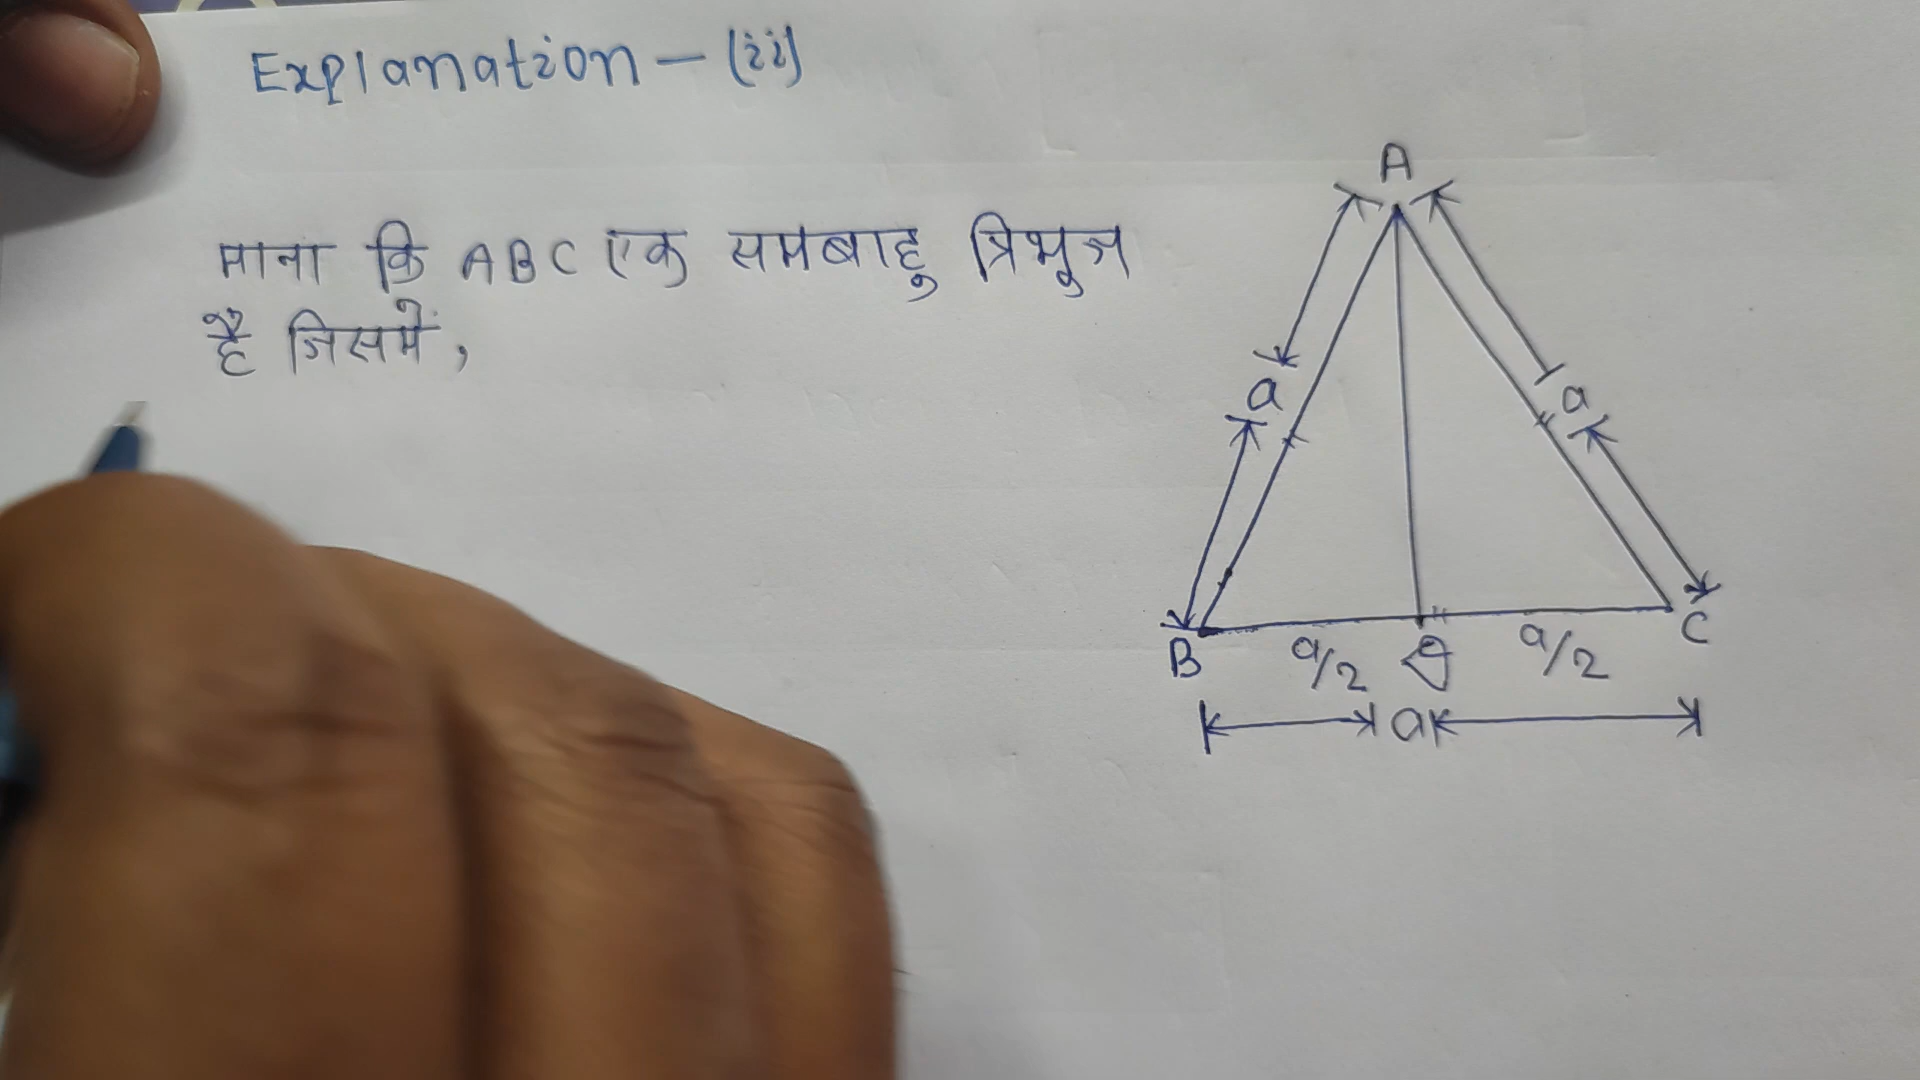 Explanation - (ii)
माना कि ABC एक समबाहु त्रिभुज
है जिसमें,
A
a
a
B
a/2
a/2
C
a